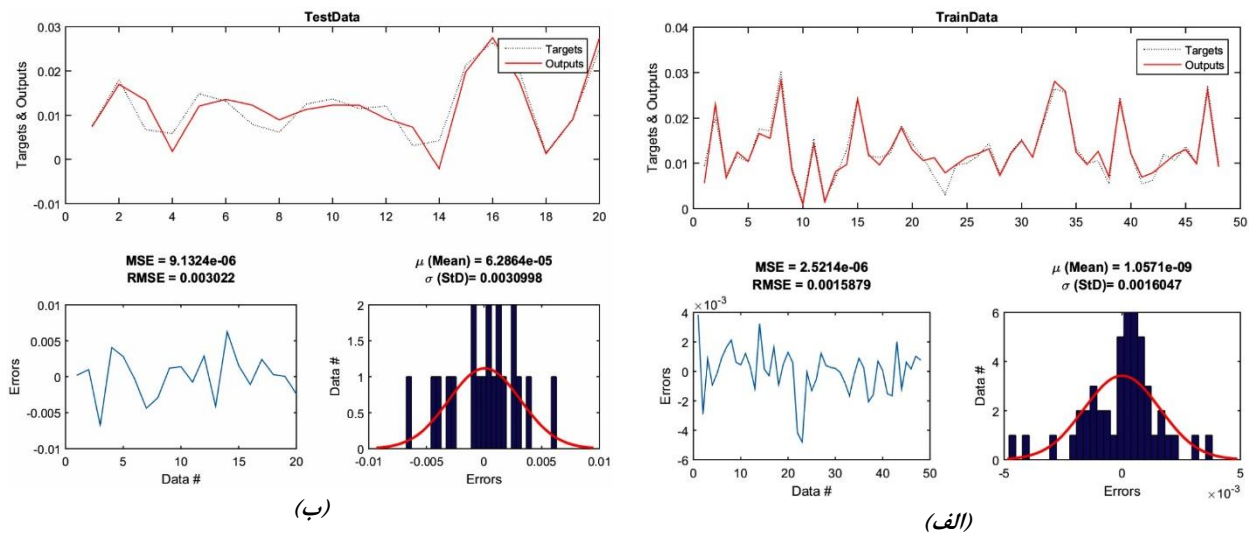 TestData
Targets & Outputs
0.03
0.02
0.01
0
-0.01
Targets
Outputs
0 2 4 6 8 10 12 14 16 18 20
MSE = 9.1324e-06
RMSE = 0.003022
μ (Mean) = 6.2864e-05
σ (StD)= 0.0030998
Errors
0.01
0.005
0
-0.005
-0.01
0 5 10 15 20
Data #
Data #
2
1.5
1
0.5
0
-0.01 -0.005 0 0.005 0.01
Errors
(ب)
TrainData
Targets & Outputs
0.04
0.03
0.02
0.01
0
Targets
Outputs
0 5 10 15 20 25 30 35 40 45 50
MSE = 2.5214e-06
RMSE = 0.0015879
μ (Mean) = 1.0571e-09
σ (StD)= 0.0016047
×10⁻³
Errors
4
2
0
-2
-4
-6
0 10 20 30 40 50
Data #
Data #
6
4
2
0
-5 0 5
Errors
×10⁻³
(الف)